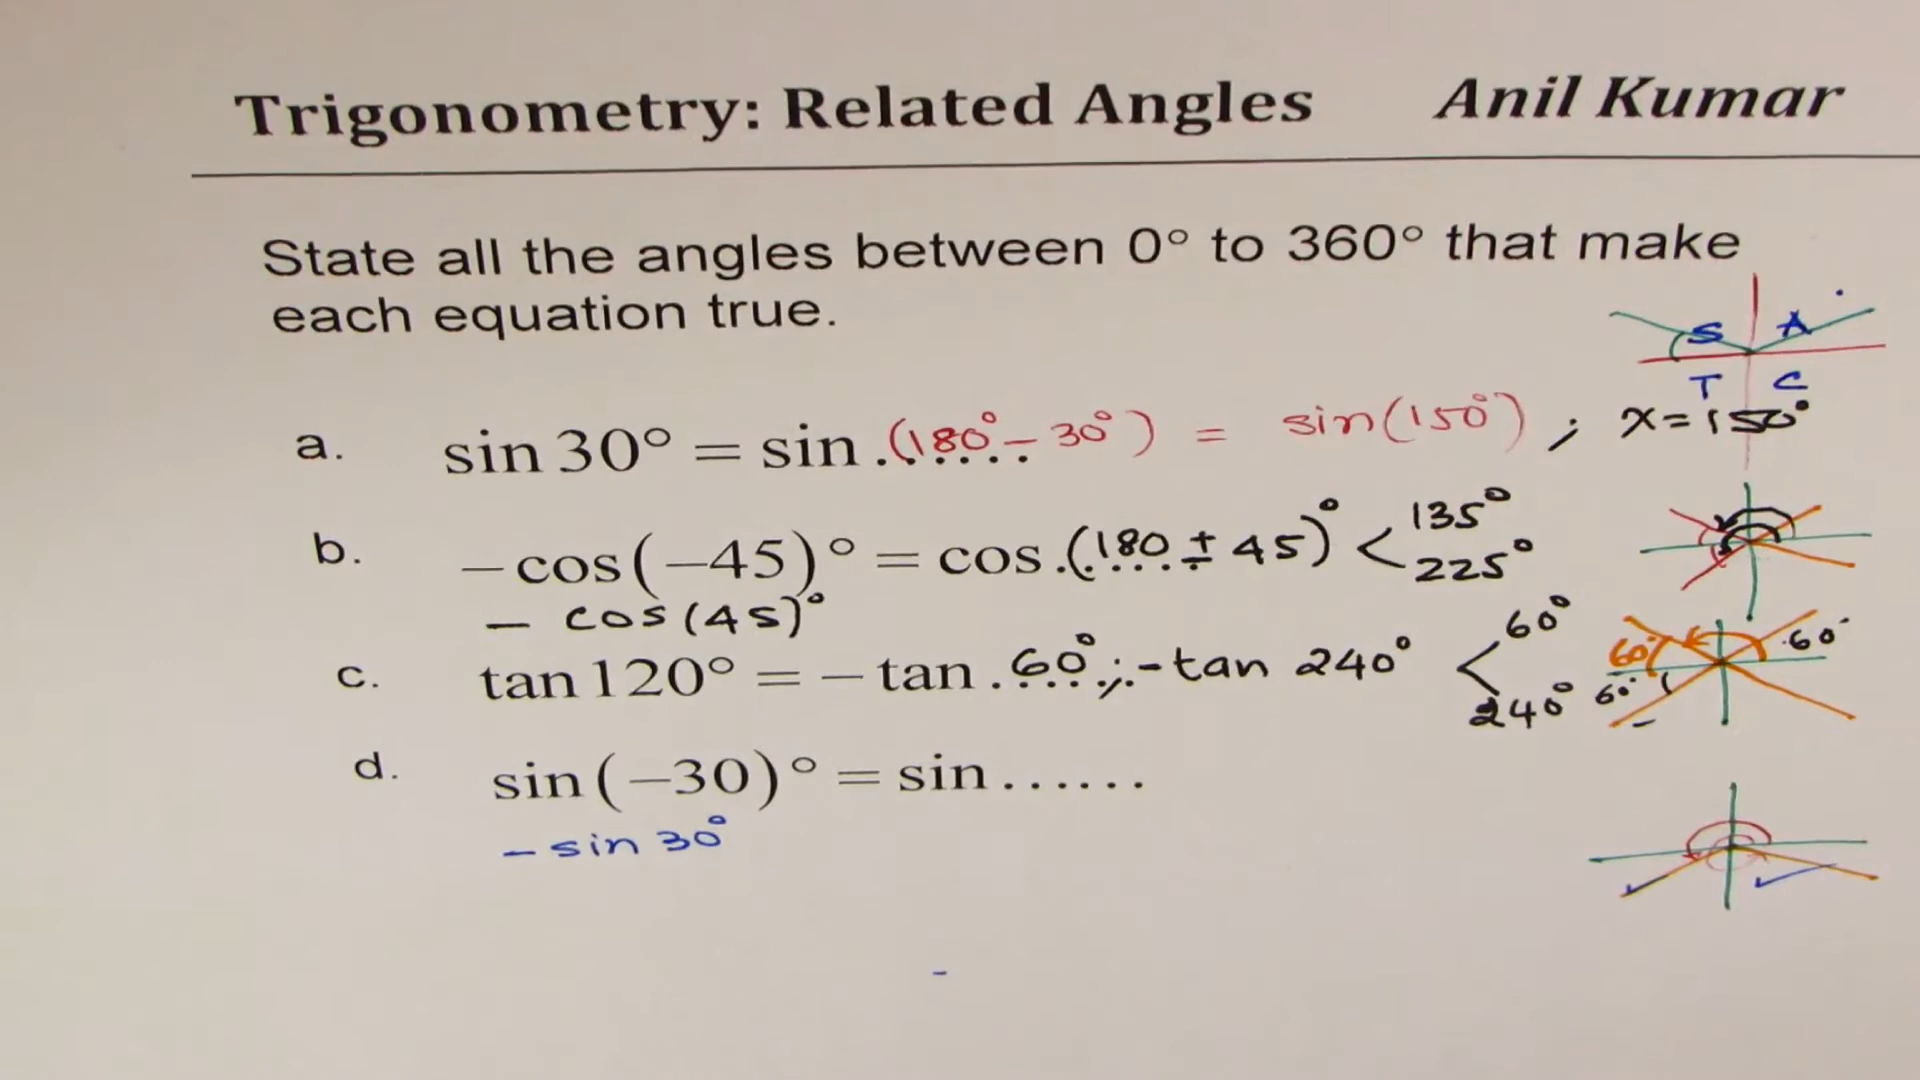 Trigonometry: Related Angles Anil Kumar
State all the angles between 0° to 360° that make
each equation true.
S A
T C
a. sin 30° = sin .(180° − 30°) = sin(150°) ; x = 150°
b. −cos(−45)° = cos .(180 ± 45)° < 135° 225°
− cos(45)°
c. tan 120° = − tan . 60° ; − tan 240° < 60° 240°
60° 60° 60°
d. sin(−30)° = sin ......
− sin 30°